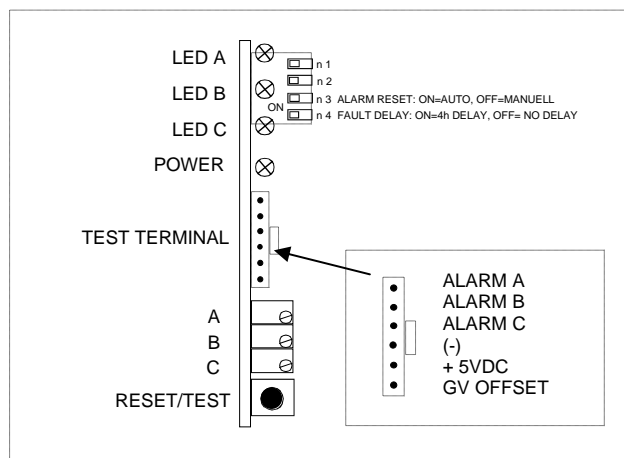 LED A
n 1
n 2
LED B
n 3 ALARM RESET: ON=AUTO, OFF=MANUELL
ON
n 4 FAULT DELAY: ON=4h DELAY, OFF= NO DELAY
LED C
POWER
TEST TERMINAL
ALARM A
ALARM B
ALARM C
(-)
+ 5VDC
GV OFFSET
A
B
C
RESET/TEST